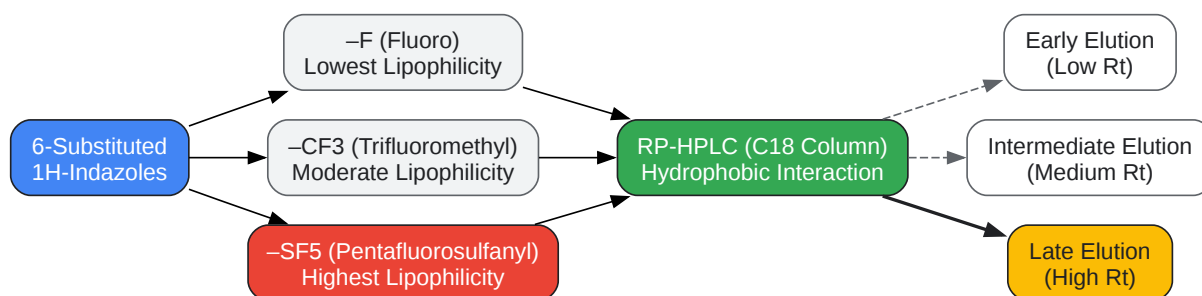 –F (Fluoro)
Lowest Lipophilicity
Early Elution
(Low Rt)
6-Substituted
1H-Indazoles
–CF3 (Trifluoromethyl)
Moderate Lipophilicity
RP-HPLC (C18 Column)
Hydrophobic Interaction
Intermediate Elution
(Medium Rt)
–SF5 (Pentafluorosulfanyl)
Highest Lipophilicity
Late Elution
(High Rt)